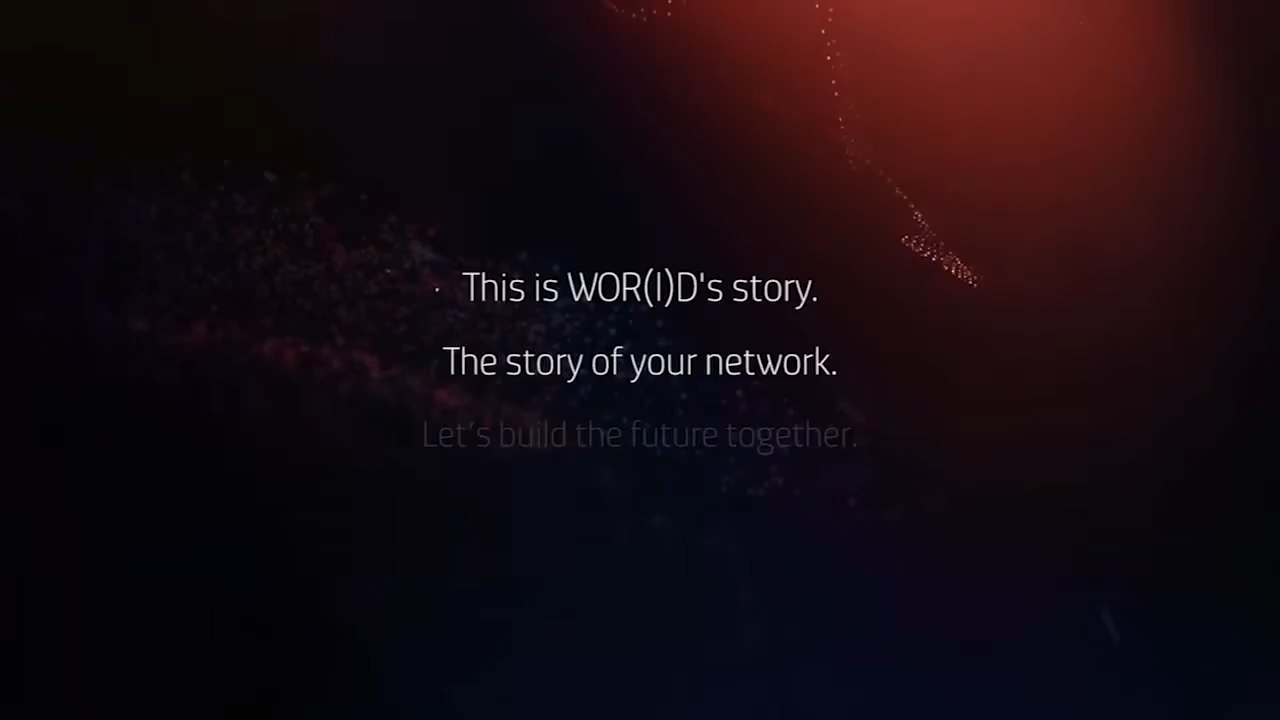 This is WOR(I)D's story.
The story of your network.
Let's build the future together.